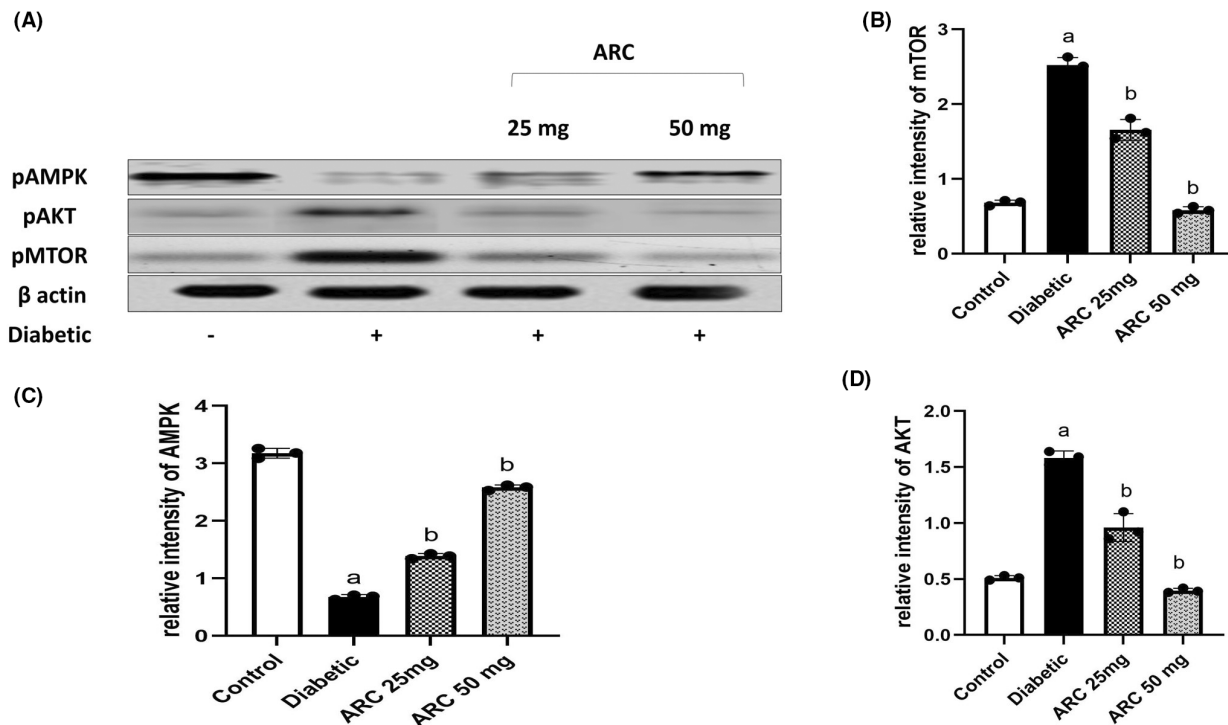 (A)
ARC
25 mg 50 mg
pAMPK
pAKT
pMTOR
β actin
Diabetic - + + +
(B)
relative intensity of mTOR
3
2
1
0
a
b
b
Control
Diabetic
ARC 25mg
ARC 50 mg
(C)
relative intensity of AMPK
4
3
2
1
0
a
b
b
Control
Diabetic
ARC 25mg
ARC 50 mg
(D)
relative intensity of AKT
2.0
1.5
1.0
0.5
0.0
a
b
b
Control
Diabetic
ARC 25mg
ARC 50 mg